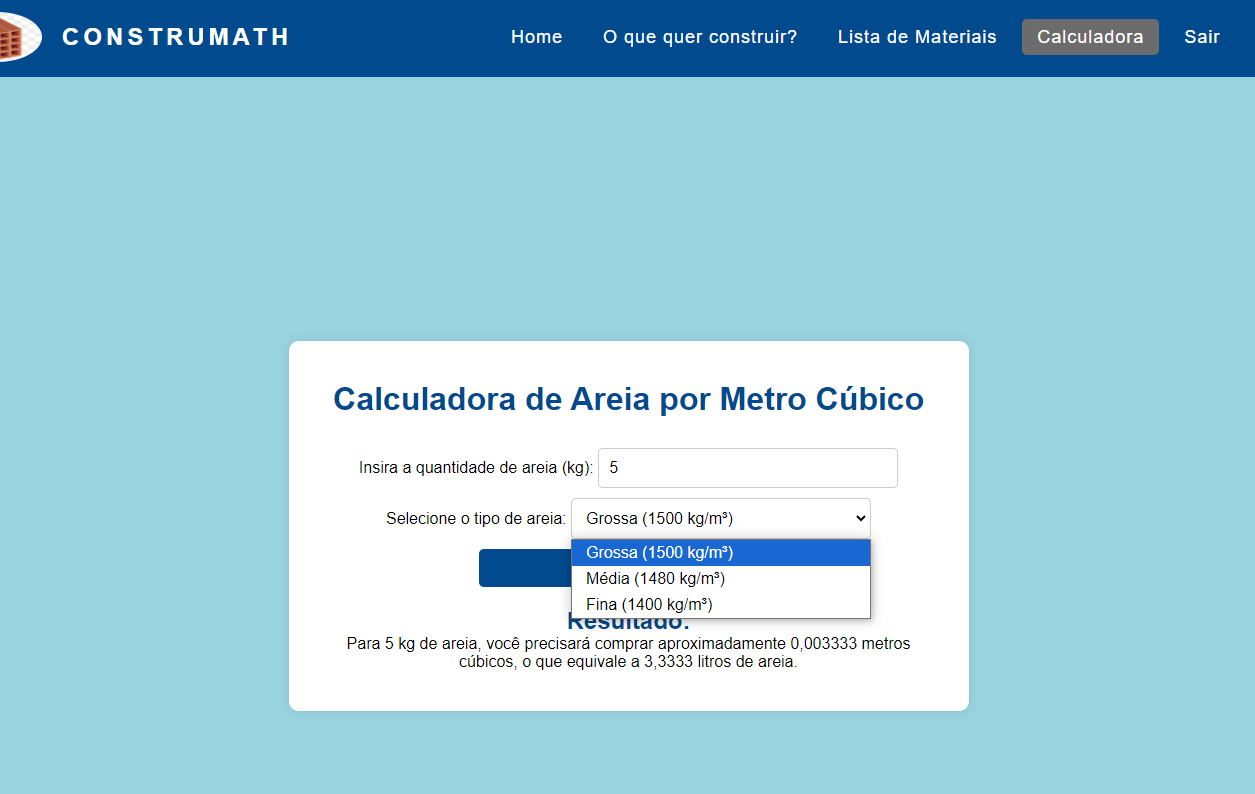 CONSTRUMATH
Home
O que quer construir?
Lista de Materiais
Calculadora
Sair
Calculadora de Areia por Metro Cúbico
Insira a quantidade de areia (kg):
5
Selecione o tipo de areia:
Grossa (1500 kg/m³)
Grossa (1500 kg/m³)
Média (1480 kg/m³)
Fina (1400 kg/m³)
Resultado:
Para 5 kg de areia, você precisará comprar aproximadamente 0,003333 metros
cúbicos, o que equivale a 3,3333 litros de areia.